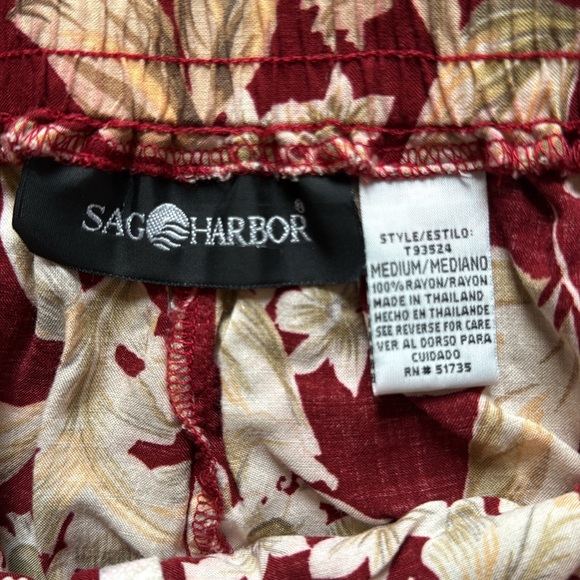 SAG HARBOR®
STYLE/ESTILO:
T93524
MEDIUM/MEDIANO
100% RAYON/RAYON
MADE IN THAILAND
HECHO EN THAILANDE
SEE REVERSE FOR CARE
VER AL DORSO PARA
CUIDADO
RN# 51735